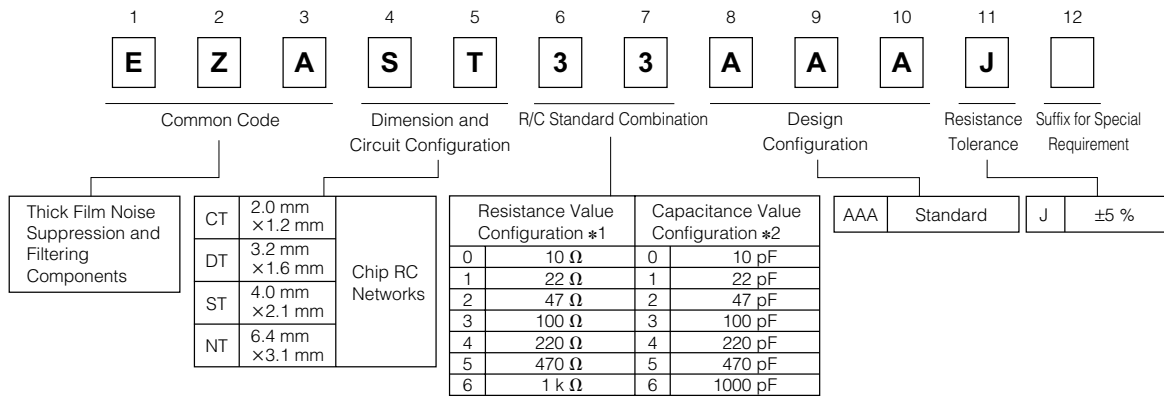 1 2 3 4 5 6 7 8 9 10 11 12
E Z A S T 3 3 A A A J
Common Code
Dimension and
Circuit Configuration
R/C Standard Combination
Design
Configuration
Resistance
Tolerance
Suffix for Special
Requirement
Thick Film Noise
Suppression and
Filtering
Components
CT 2.0 mm
×1.2 mm
DT 3.2 mm
×1.6 mm
ST 4.0 mm
×2.1 mm
NT 6.4 mm
×3.1 mm
Chip RC
Networks
Resistance Value
Configuration *1
Capacitance Value
Configuration *2
0 10 Ω 0 10 pF
1 22 Ω 1 22 pF
2 47 Ω 2 47 pF
3 100 Ω 3 100 pF
4 220 Ω 4 220 pF
5 470 Ω 5 470 pF
6 1 k Ω 6 1000 pF
AAA Standard
J ±5 %